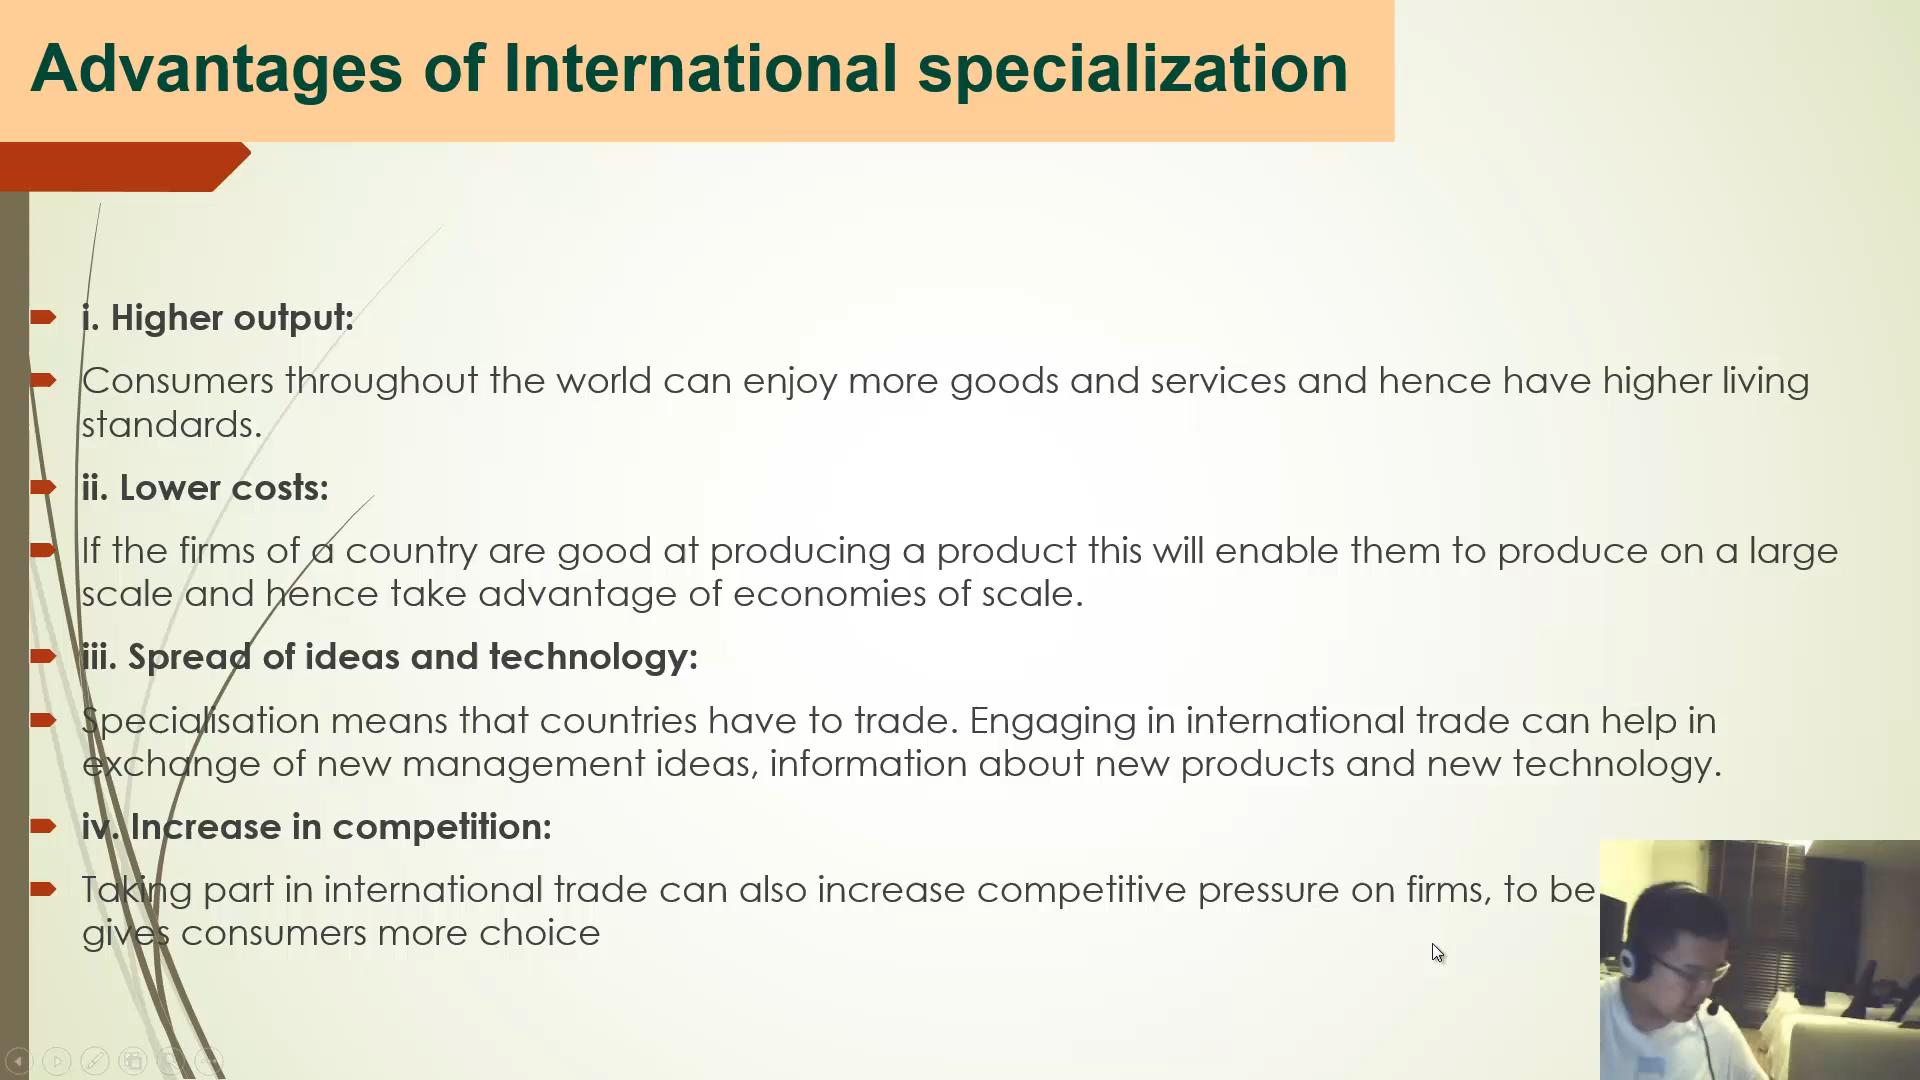 Advantages of International specialization
i. Higher output:
Consumers throughout the world can enjoy more goods and services and hence have higher living
standards.
ii. Lower costs:
If the firms of a country are good at producing a product this will enable them to produce on a large
scale and hence take advantage of economies of scale.
iii. Spread of ideas and technology:
Specialisation means that countries have to trade. Engaging in international trade can help in
exchange of new management ideas, information about new products and new technology.
iv. Increase in competition:
Taking part in international trade can also increase competitive pressure on firms, to be
gives consumers more choice